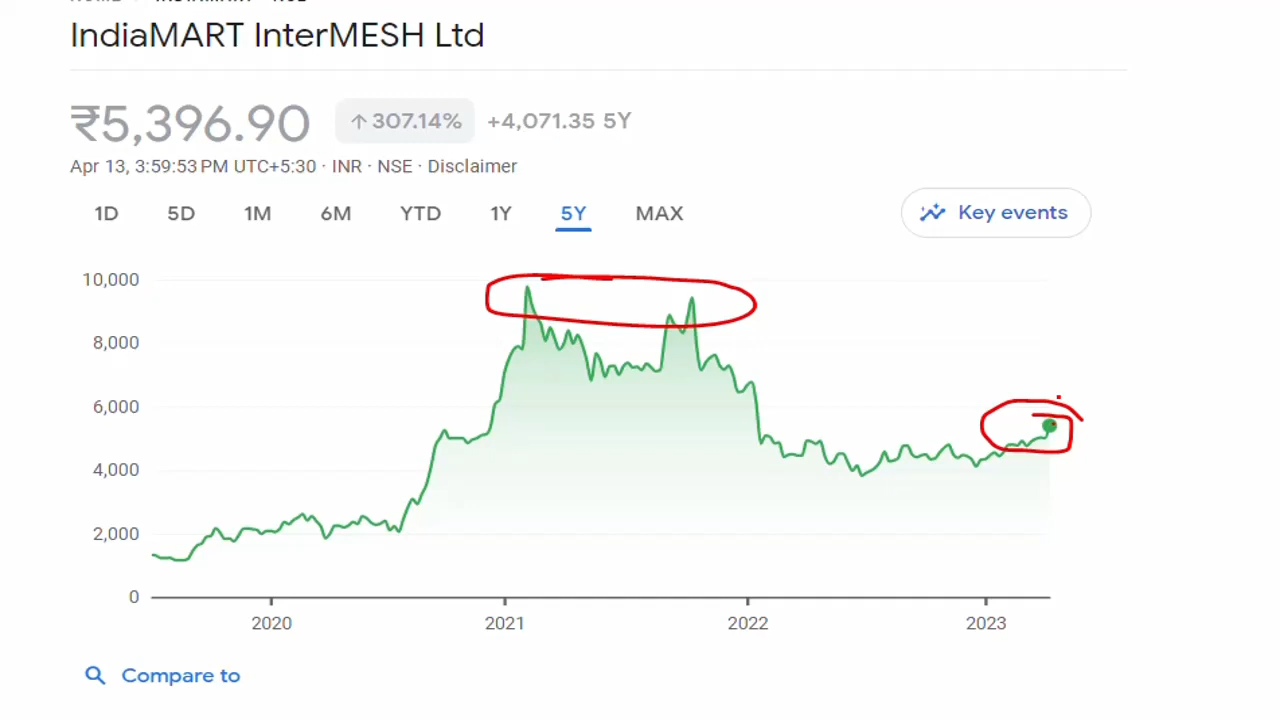 IndiaMART InterMESH Ltd
₹5,396.90 ↑ 307.14% +4,071.35 5Y
Apr 13, 3:59:53 PM UTC+5:30 · INR · NSE · Disclaimer
1D 5D 1M 6M YTD 1Y 5Y MAX Key events
10,000
8,000
6,000
4,000
2,000
0
2020 2021 2022 2023
Compare to